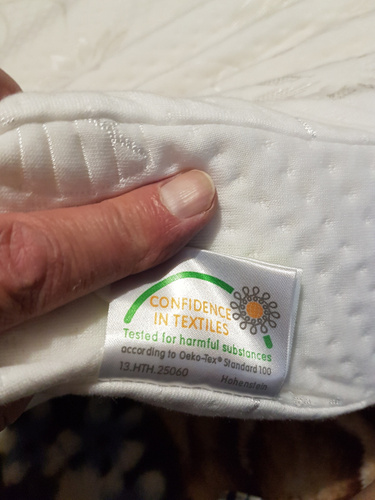 CONFIDENCE
IN TEXTILES
Tested for harmful substances
according to Oeko-Tex® Standard 100
13.HTH.25060 Hohenstein